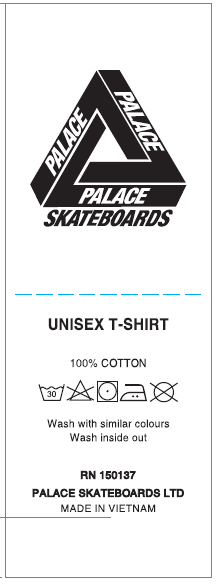 PALACE
PALACE
PALACE
SKATEBOARDS
UNISEX T-SHIRT
100% COTTON
30
Wash with similar colours
Wash inside out
RN 150137
PALACE SKATEBOARDS LTD
MADE IN VIETNAM